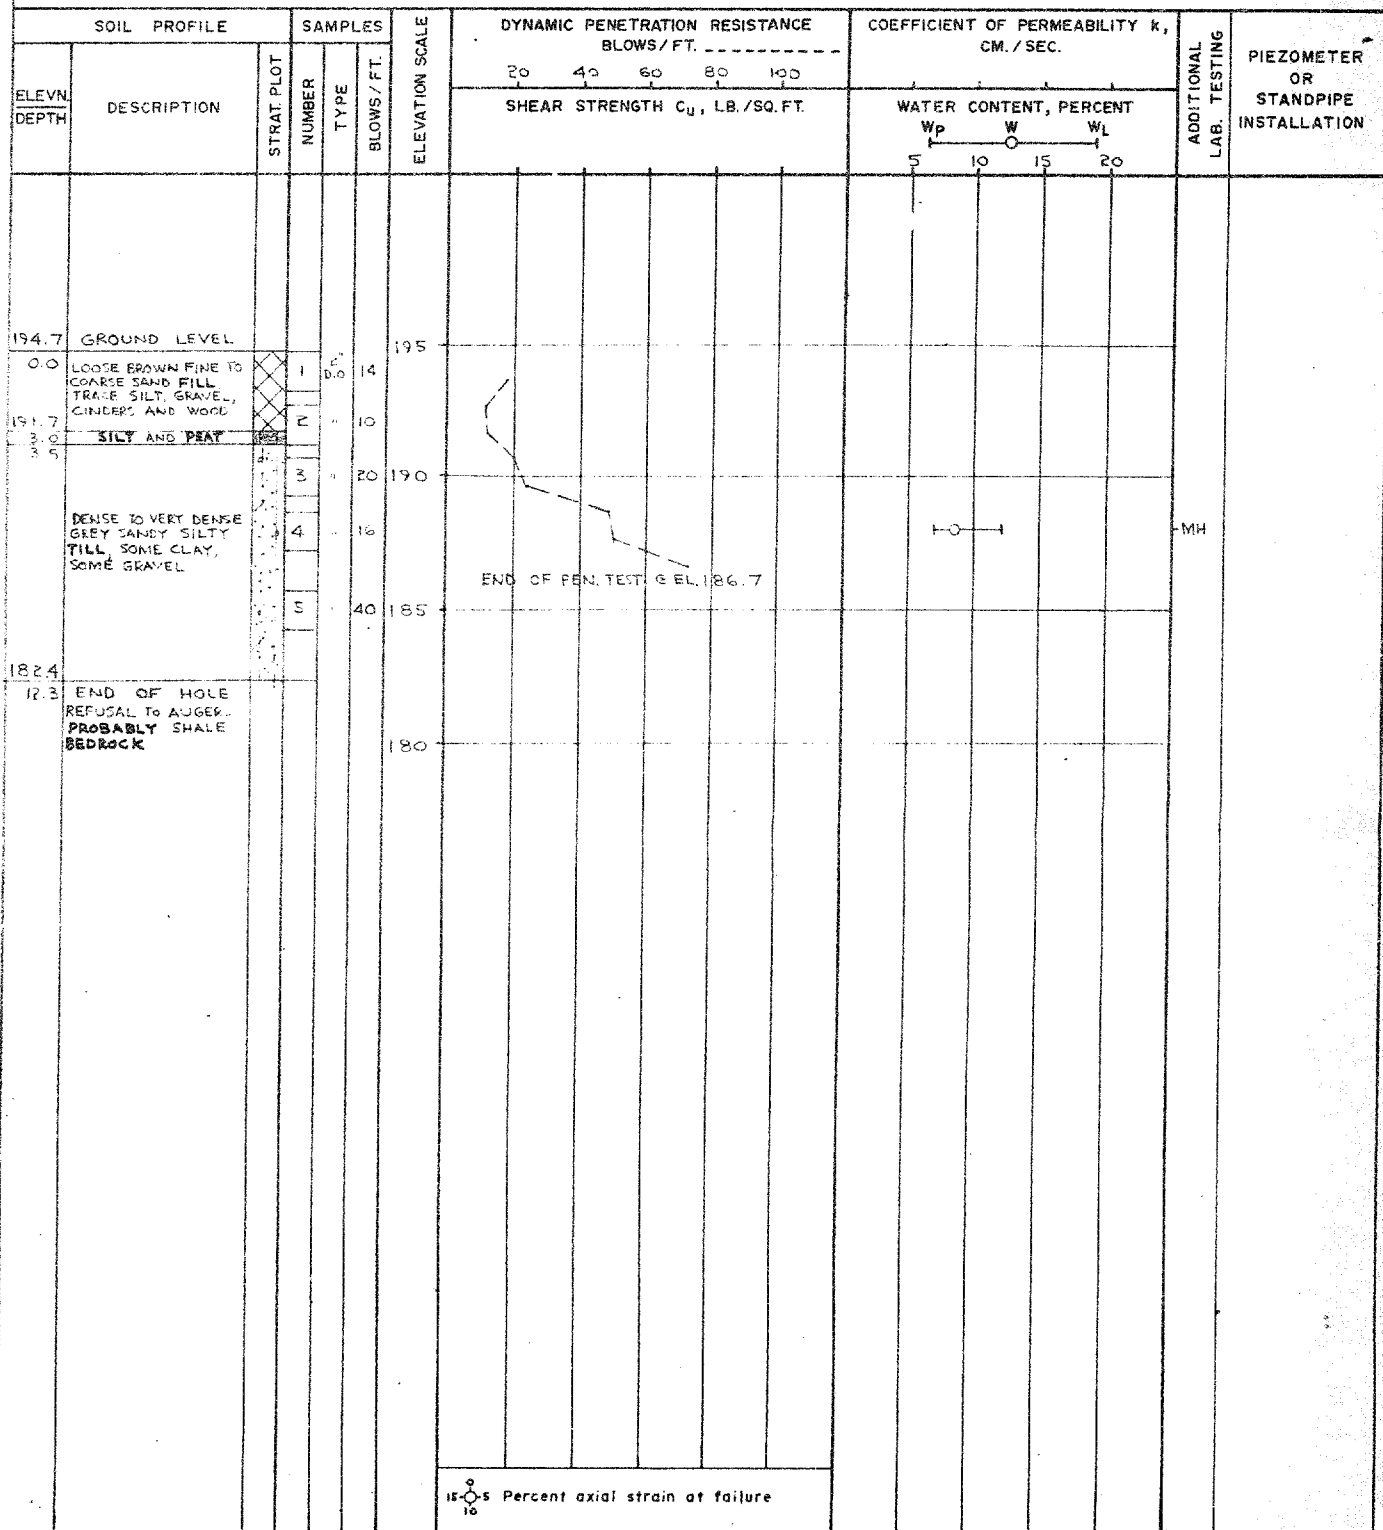 SOIL PROFILE
SAMPLES
ELEVATION SCALE
DYNAMIC PENETRATION RESISTANCE
BLOWS/FT.
20 40 60 80 100
SHEAR STRENGTH Cu, LB./SQ.FT.
COEFFICIENT OF PERMEABILITY k,
CM./SEC.
WATER CONTENT, PERCENT
WP W WL
5 10 15 20
ADDITIONAL
LAB. TESTING
PIEZOMETER
OR
STANDPIPE
INSTALLATION
ELEVN.
DEPTH
DESCRIPTION
STRAT. PLOT
NUMBER
TYPE
BLOWS/FT.
194.7 GROUND LEVEL
0.0
LOOSE BROWN FINE TO
COARSE SAND FILL
TRACE SILT, GRAVEL,
CINDERS AND WOOD
191.7
3.0 SILT AND PEAT
3.5
DENSE TO VERY DENSE
GREY SANDY SILTY
TILL, SOME CLAY,
SOME GRAVEL
182.4
12.3 END OF HOLE
REFUSAL TO AUGER.
PROBABLY SHALE
BEDROCK
1 D.O 14
2 " 10
3 " 20
4 " 16
5 " 40
195
190
185
180
END OF PEN. TEST @ EL. 186.7
MH
0
15 5 Percent axial strain at failure
10